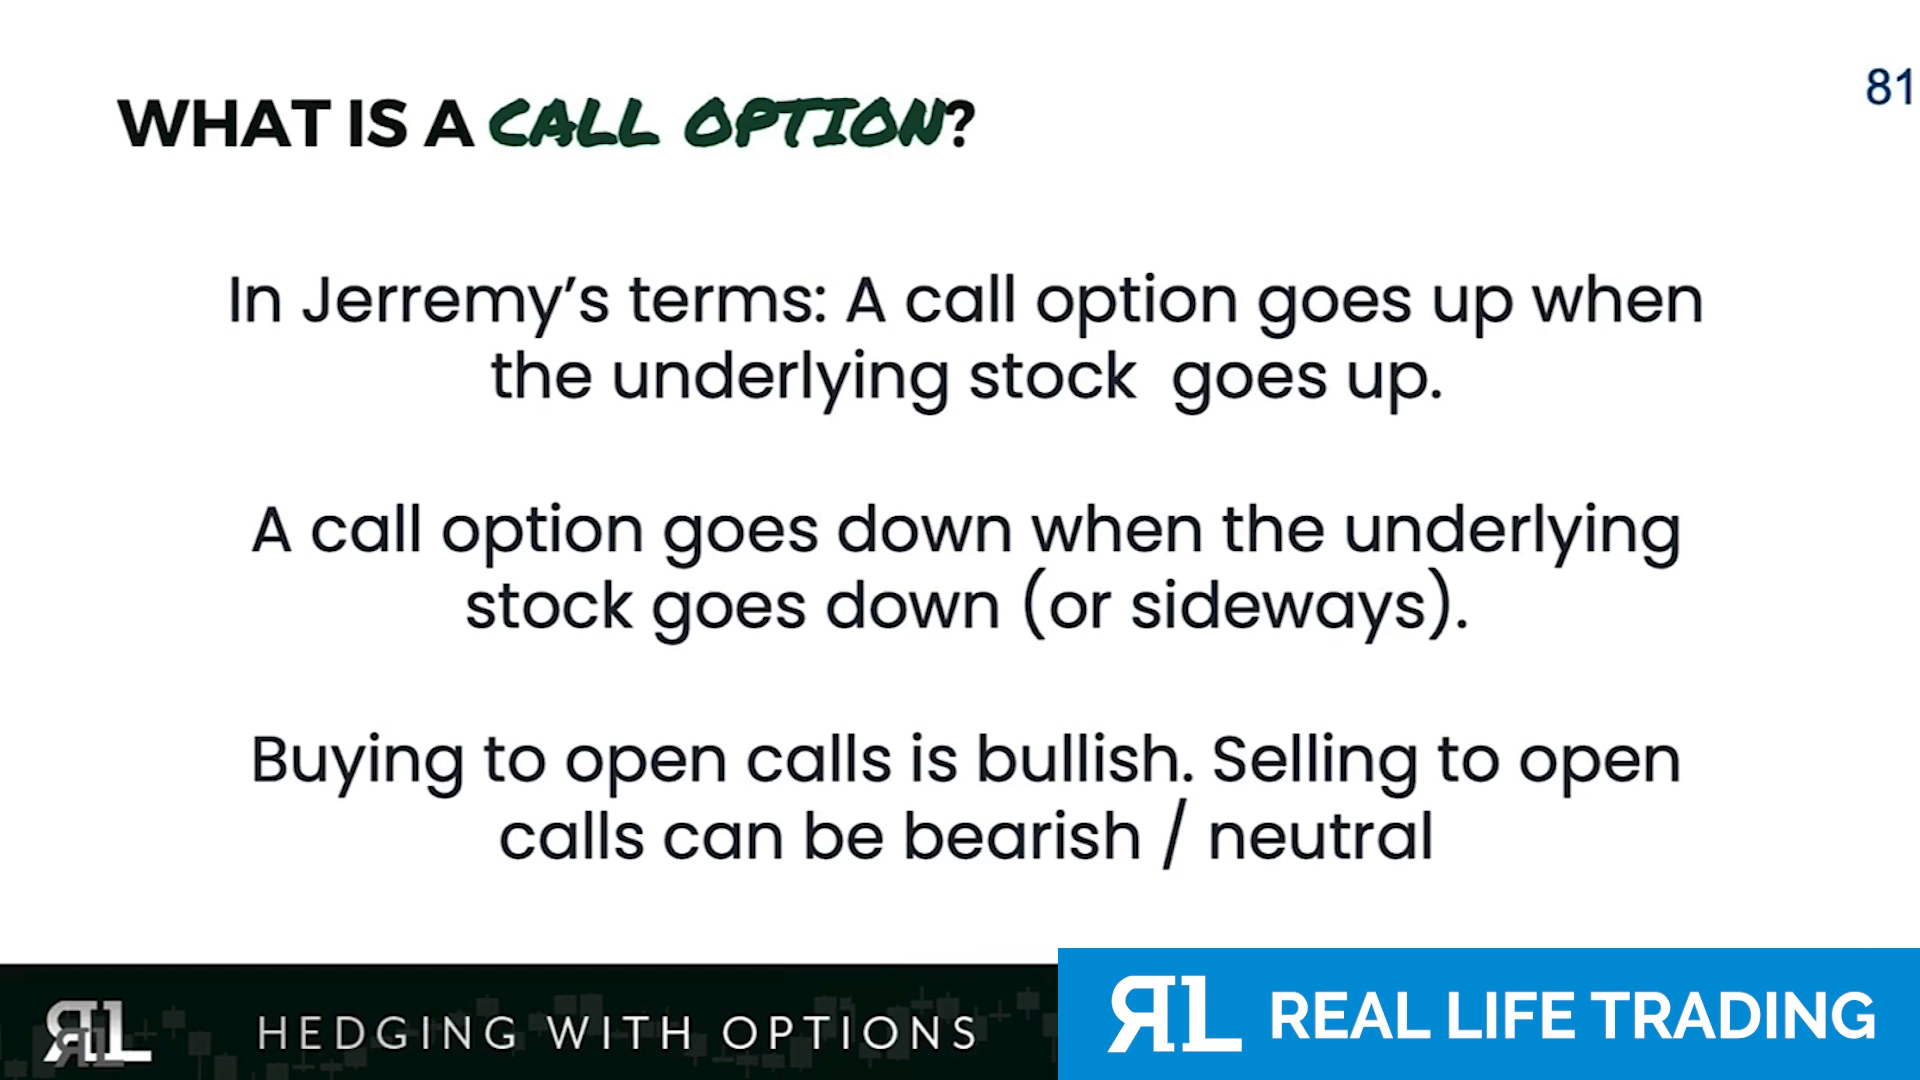 81
WHAT IS A CALL OPTION?
In Jerremy’s terms: A call option goes up when
the underlying stock  goes up.
A call option goes down when the underlying
stock goes down (or sideways).
Buying to open calls is bullish. Selling to open
calls can be bearish / neutral
RL HEDGING WITH OPTIONS
RL REAL LIFE TRADING